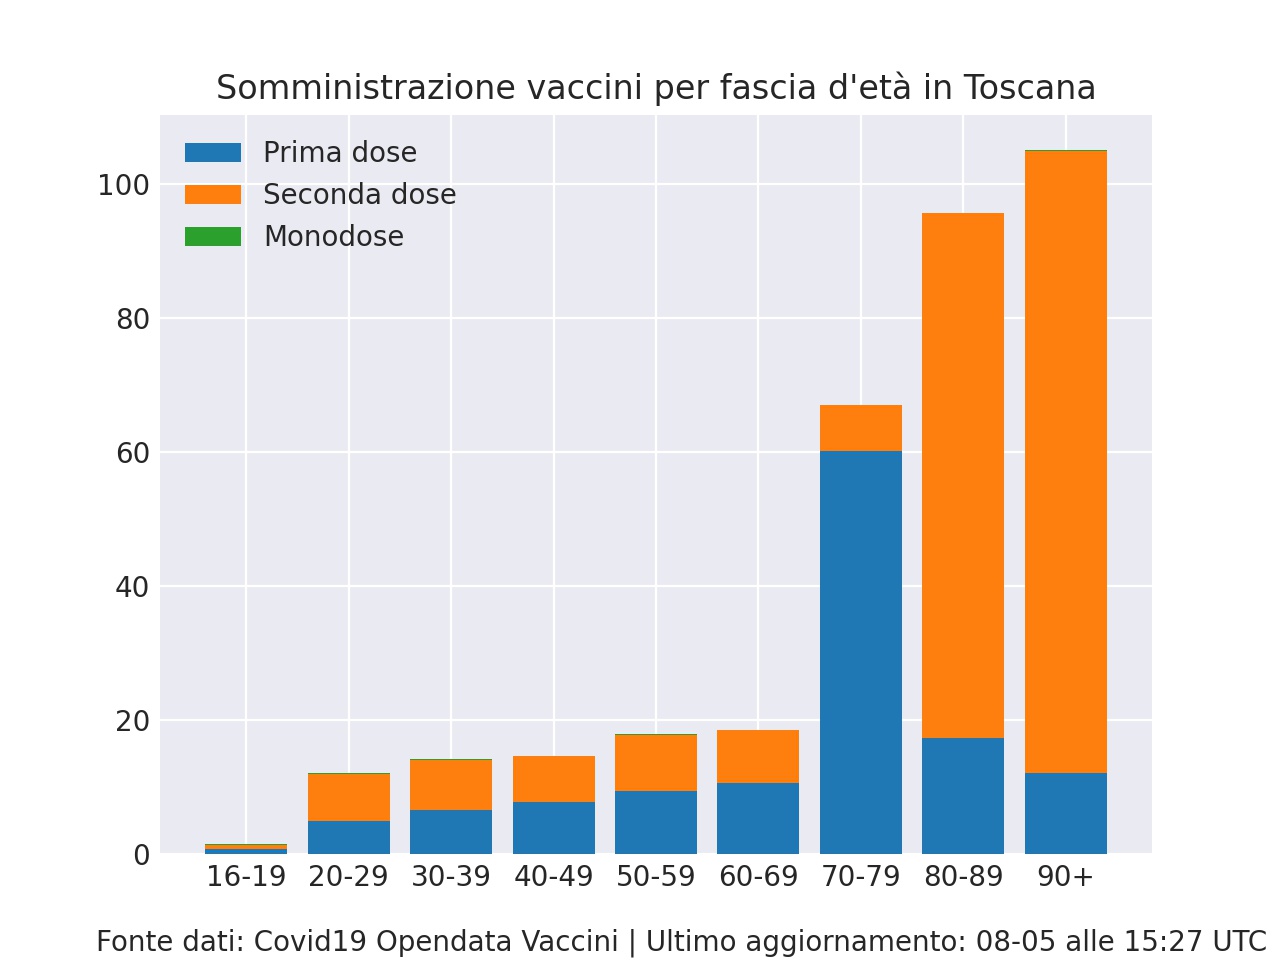 Somministrazione vaccini per fascia d'età in Toscana
Prima dose
Seconda dose
Monodose
100
80
60
40
20
0
16-19 20-29 30-39 40-49 50-59 60-69 70-79 80-89 90+
Fonte dati: Covid19 Opendata Vaccini | Ultimo aggiornamento: 08-05 alle 15:27 UTC